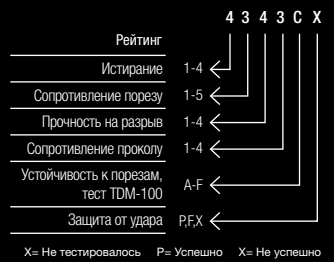 4 3 4 3 C X
Рейтинг
Истирание 1-4
Сопротивление порезу 1-5
Прочность на разрыв 1-4
Сопротивление проколу 1-4
Устойчивость к порезам,
тест TDM-100 A-F
Защита от удара P,F,X
X= Не тестировалось P= Успешно X= Не успешно